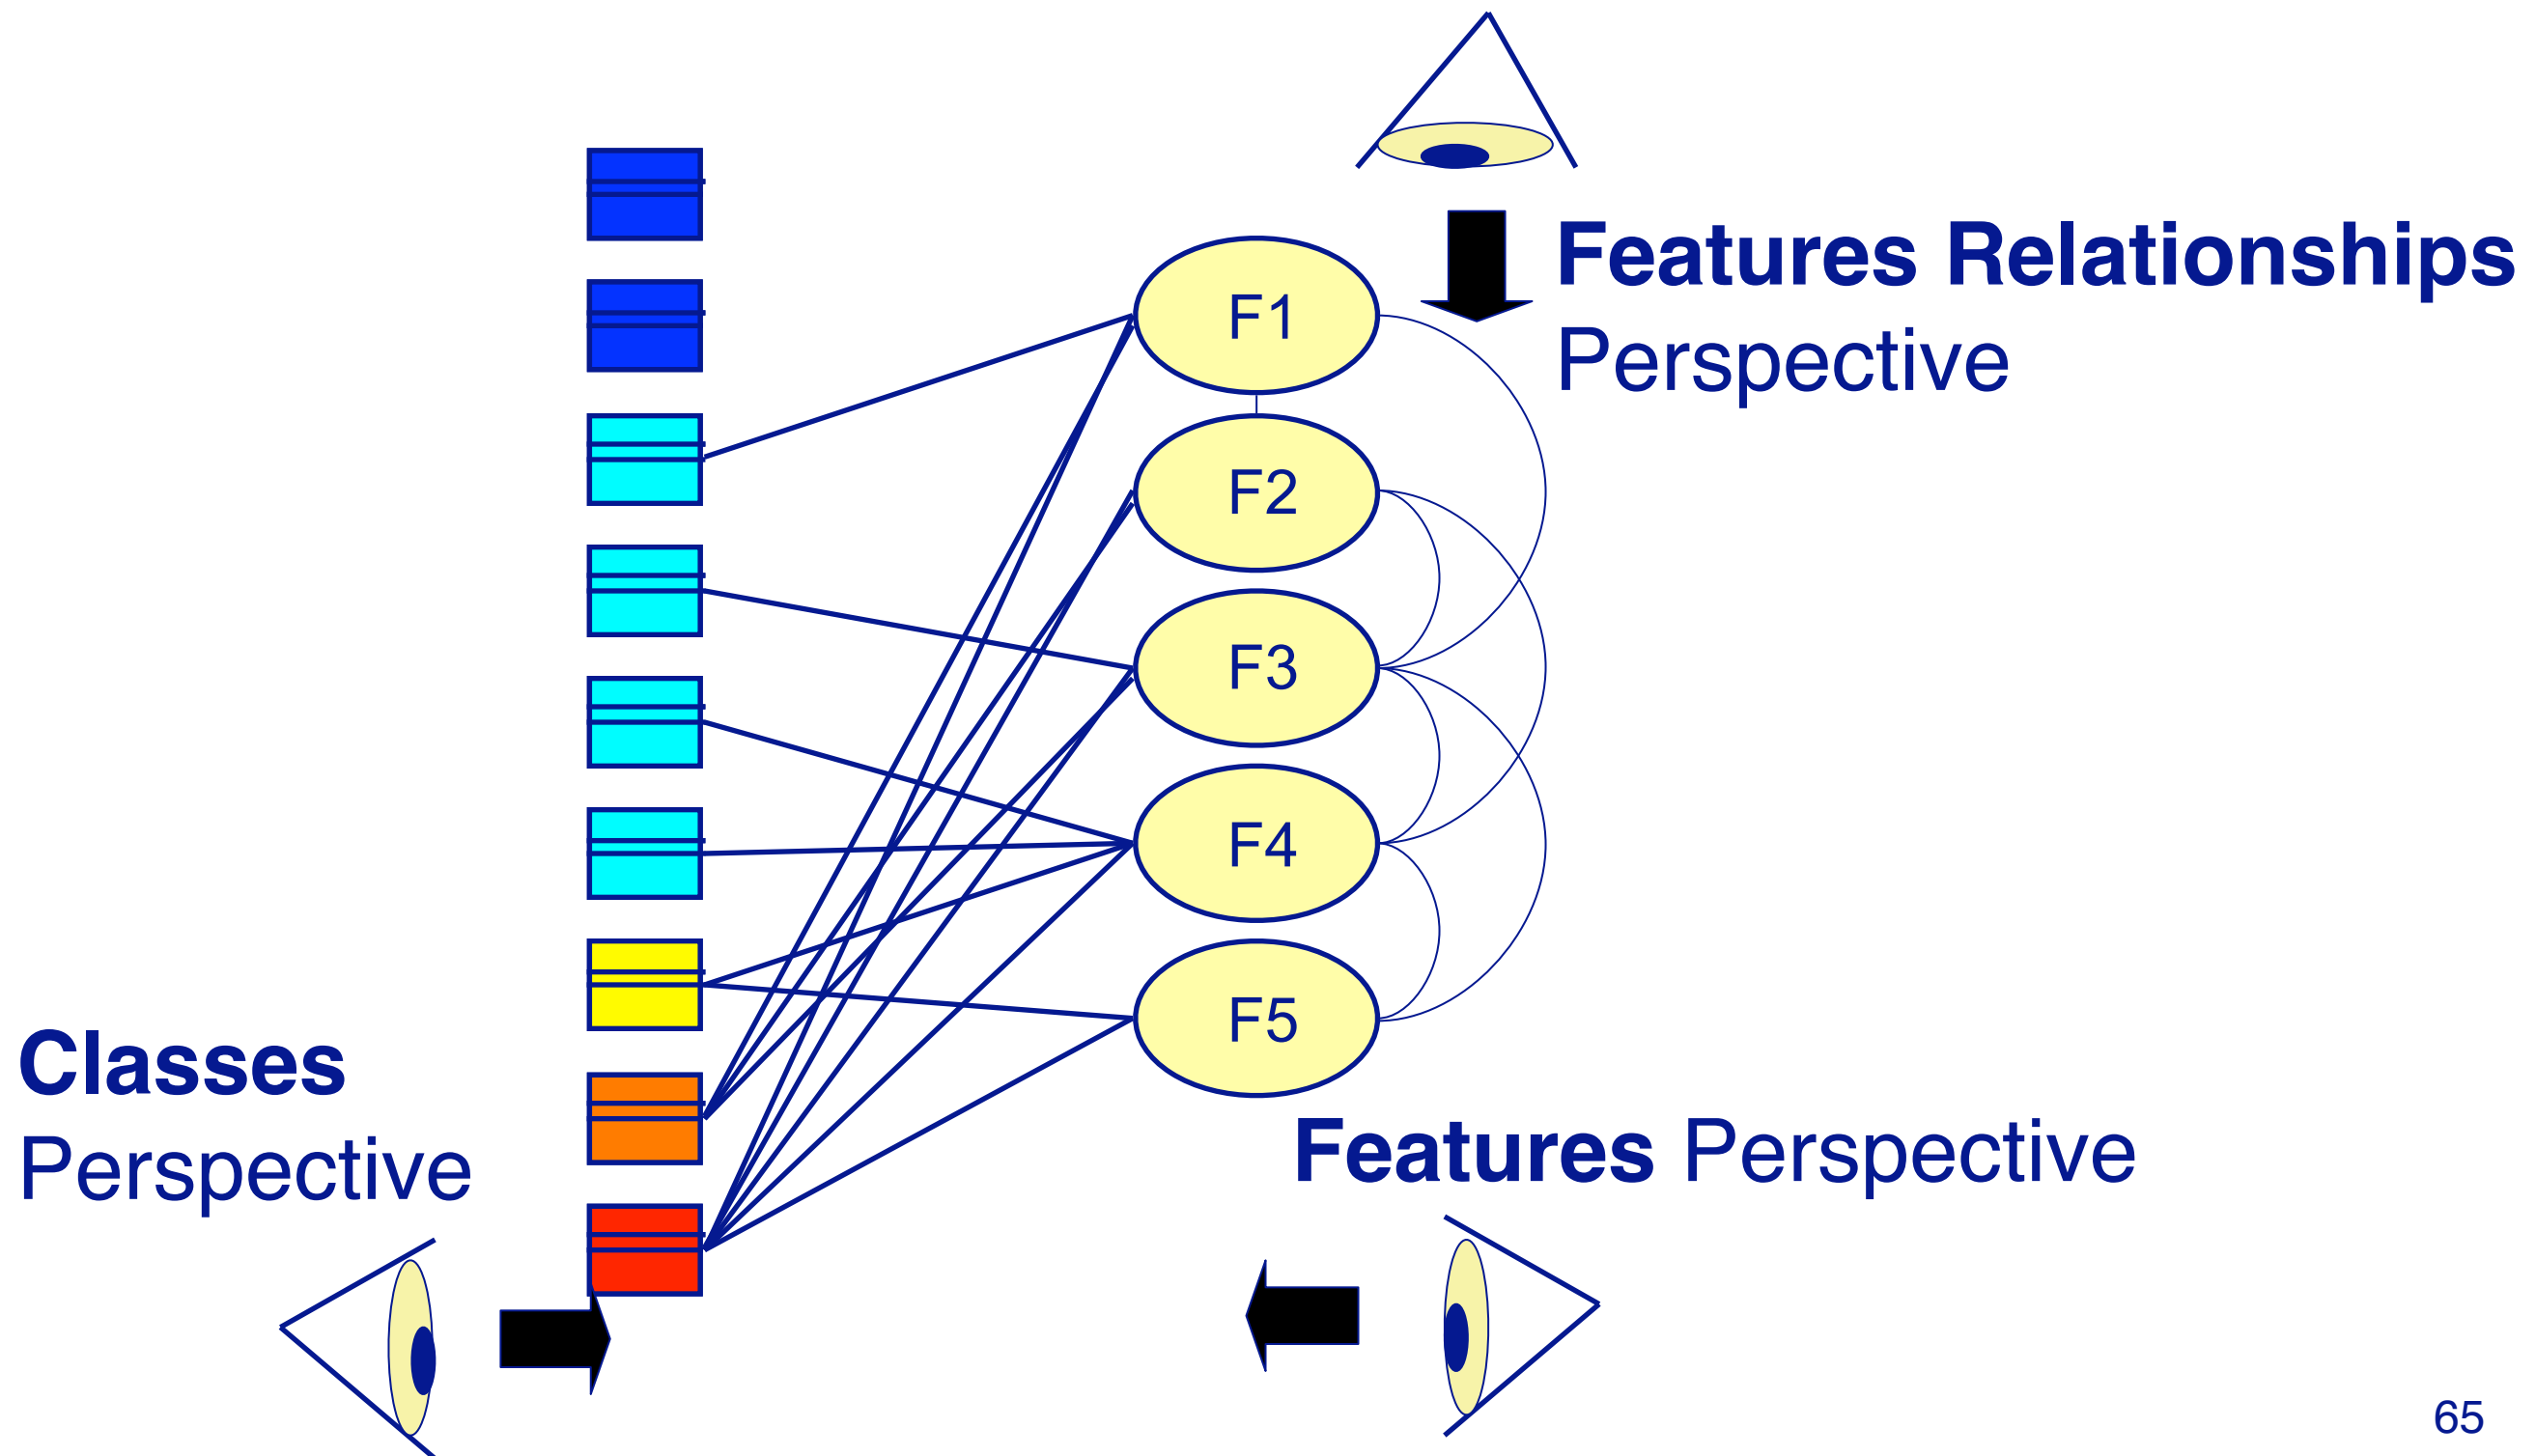 Features Relationships
Perspective
F1
F2
F3
F4
F5
Classes
Perspective
Features Perspective
65